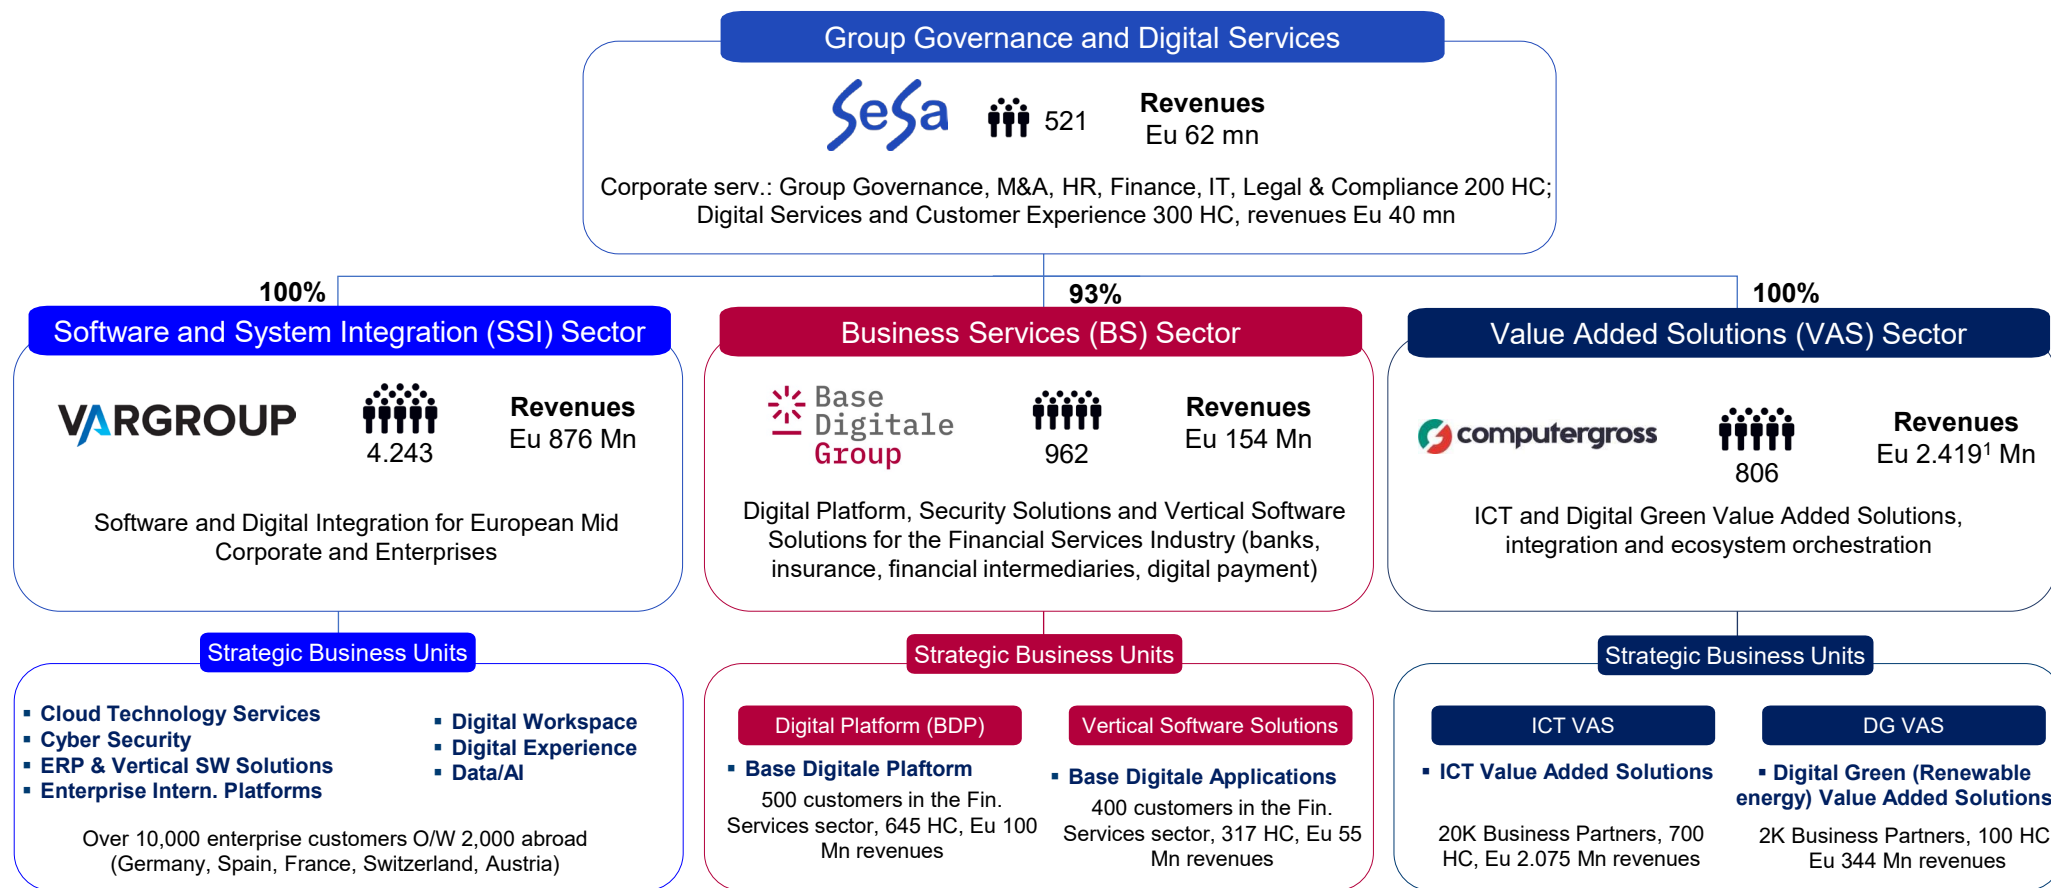 Group Governance and Digital Services
SeSa
521
Revenues
Eu 62 mn
Corporate serv.: Group Governance, M&A, HR, Finance, IT, Legal & Compliance 200 HC;
Digital Services and Customer Experience 300 HC, revenues Eu 40 mn
100%
93%
100%
Software and System Integration (SSI) Sector
VARGROUP
4.243
Revenues
Eu 876 Mn
Software and Digital Integration for European Mid
Corporate and Enterprises
Strategic Business Units
▪ Cloud Technology Services
▪ Cyber Security
▪ ERP & Vertical SW Solutions
▪ Enterprise Intern. Platforms
▪ Digital Workspace
▪ Digital Experience
▪ Data/AI
Over 10,000 enterprise customers O/W 2,000 abroad
(Germany, Spain, France, Switzerland, Austria)
Business Services (BS) Sector
Base
Digitale
Group
962
Revenues
Eu 154 Mn
Digital Platform, Security Solutions and Vertical Software
Solutions for the Financial Services Industry (banks,
insurance, financial intermediaries, digital payment)
Strategic Business Units
Digital Platform (BDP)
▪ Base Digitale Plaftorm
500 customers in the Fin.
Services sector, 645 HC, Eu 100
Mn revenues
Vertical Software Solutions
▪ Base Digitale Applications
400 customers in the Fin.
Services sector, 317 HC, Eu 55
Mn revenues
Value Added Solutions (VAS) Sector
computergross
806
Revenues
Eu 2.419¹ Mn
ICT and Digital Green Value Added Solutions,
integration and ecosystem orchestration
Strategic Business Units
ICT VAS
▪ ICT Value Added Solutions
20K Business Partners, 700
HC, Eu 2.075 Mn revenues
DG VAS
▪ Digital Green (Renewable
energy) Value Added Solutions
2K Business Partners, 100 HC
Eu 344 Mn revenues